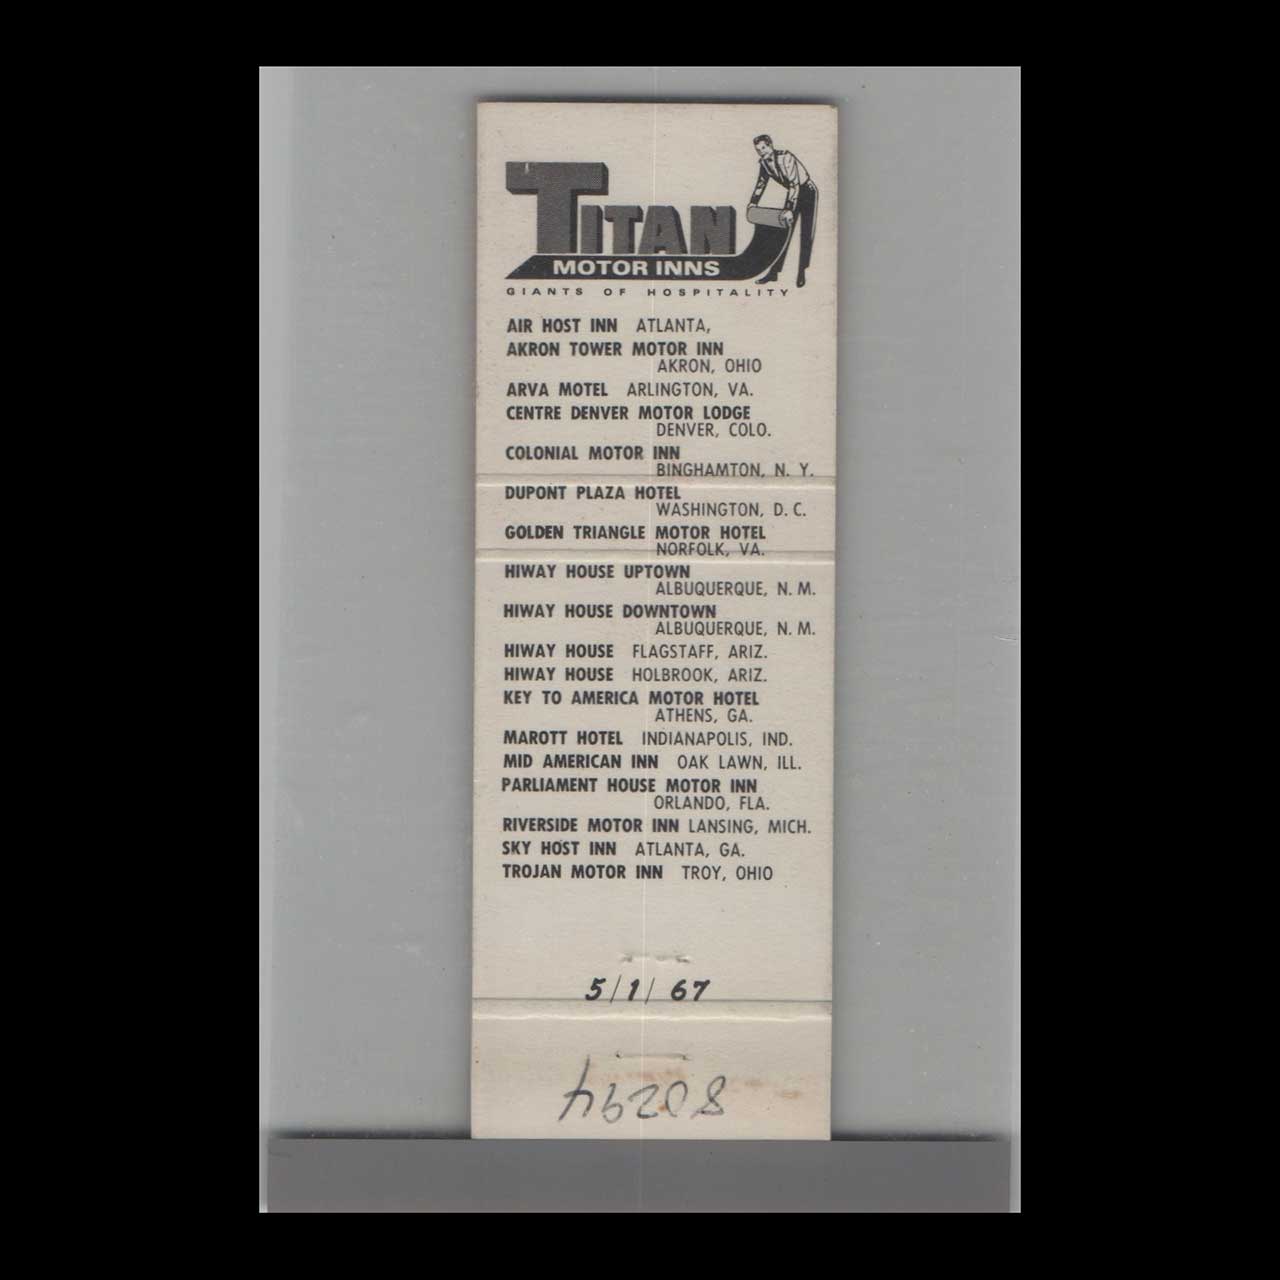 TITAN
MOTOR INNS
GIANTS OF HOSPITALITY
AIR HOST INN ATLANTA,
AKRON TOWER MOTOR INN
AKRON, OHIO
ARVA MOTEL ARLINGTON, VA.
CENTRE DENVER MOTOR LODGE
DENVER, COLO.
COLONIAL MOTOR INN
BINGHAMTON, N. Y.
DUPONT PLAZA HOTEL
WASHINGTON, D. C.
GOLDEN TRIANGLE MOTOR HOTEL
NORFOLK, VA.
HIWAY HOUSE UPTOWN
ALBUQUERQUE, N. M.
HIWAY HOUSE DOWNTOWN
ALBUQUERQUE, N. M.
HIWAY HOUSE FLAGSTAFF, ARIZ.
HIWAY HOUSE HOLBROOK, ARIZ.
KEY TO AMERICA MOTOR HOTEL
ATHENS, GA.
MAROTT HOTEL INDIANAPOLIS, IND.
MID AMERICAN INN OAK LAWN, ILL.
PARLIAMENT HOUSE MOTOR INN
ORLANDO, FLA.
RIVERSIDE MOTOR INN LANSING, MICH.
SKY HOST INN ATLANTA, GA.
TROJAN MOTOR INN TROY, OHIO
5/1/67